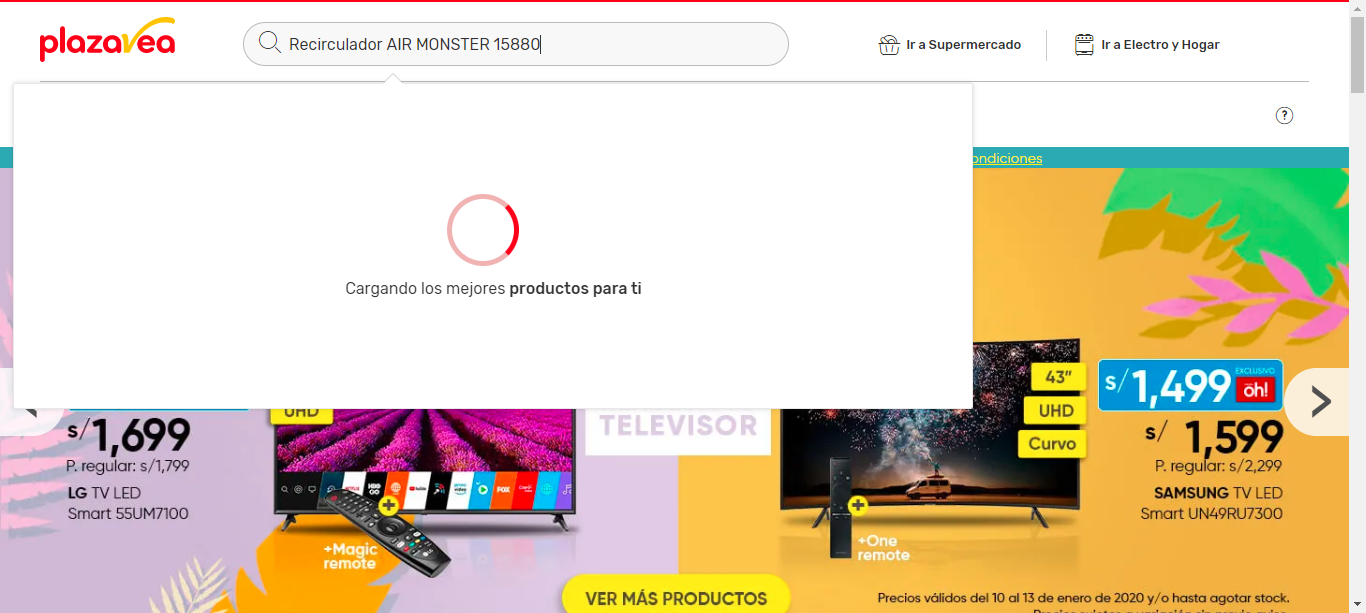 plazavea
Recirculador AIR MONSTER 15880
Ir a Supermercado
Ir a Electro y Hogar
?
ondiciones
Cargando los mejores productos para ti
UHD
S/1,699
P. regular: s/1,799
LG TV LED
Smart 55UM7100
+Magic
remote
TELEVISOR
43"
UHD
Curvo
S/1,499
EXCLUSIVO
õh!
S/ 1,599
P. regular: s/2,299
SAMSUNG TV LED
Smart UN49RU7300
+One
remote
VER MÁS PRODUCTOS
Precios válidos del 10 al 13 de enero de 2020 y/o hasta agotar stock.